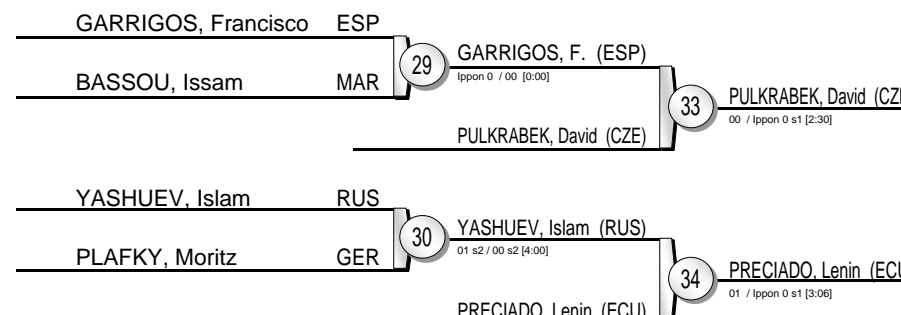 GARRIGOS, Francisco ESP
BASSOU, Issam MAR
29
GARRIGOS, F. (ESP)
Ippon 0 / 00 [0:00]
PULKRABEK, David (CZE)
33
PULKRABEK, David (CZE
00 / Ippon 0 s1 [2:30]
YASHUEV, Islam RUS
PLAFKY, Moritz GER
30
YASHUEV, Islam (RUS)
01 s2 / 00 s2 [4:00]
PRECIADO, Lenin (ECU)
34
PRECIADO, Lenin (ECU
01 / Ippon 0 s1 [3:06]